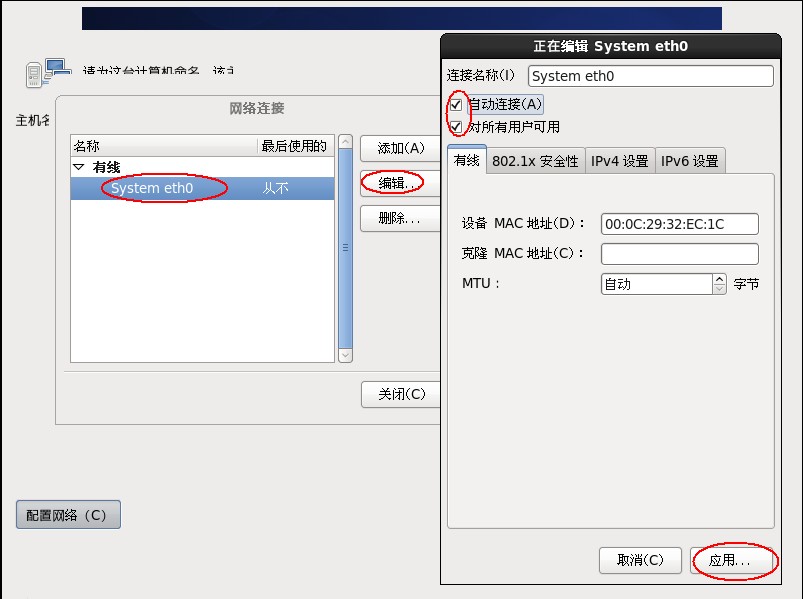 正在编辑 System eth0
连接名称(I) System eth0
自动连接(A)
对所有用户可用
有线 802.1x 安全性 IPv4 设置 IPv6 设置
设备 MAC 地址(D)： 00:0C:29:32:EC:1C
克隆 MAC 地址(C)：
MTU： 自动 字节
取消(C) 应用...
请为这台计算机命名，该主
主机名
网络连接
名称 最后使用的
有线
System eth0 从不
添加(A)
编辑...
删除...
关闭(C)
配置网络（C）